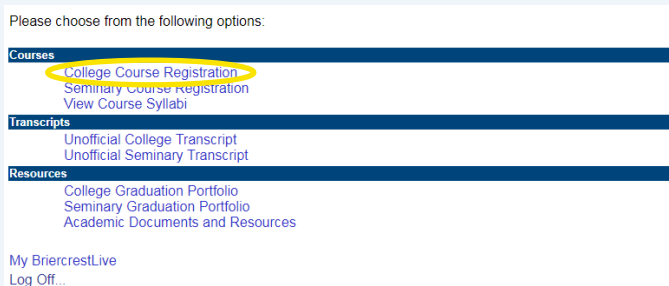 Please choose from the following options:
Courses
College Course Registration
Seminary Course Registration
View Course Syllabi
Transcripts
Unofficial College Transcript
Unofficial Seminary Transcript
Resources
College Graduation Portfolio
Seminary Graduation Portfolio
Academic Documents and Resources
My BriercrestLive
Log Off...